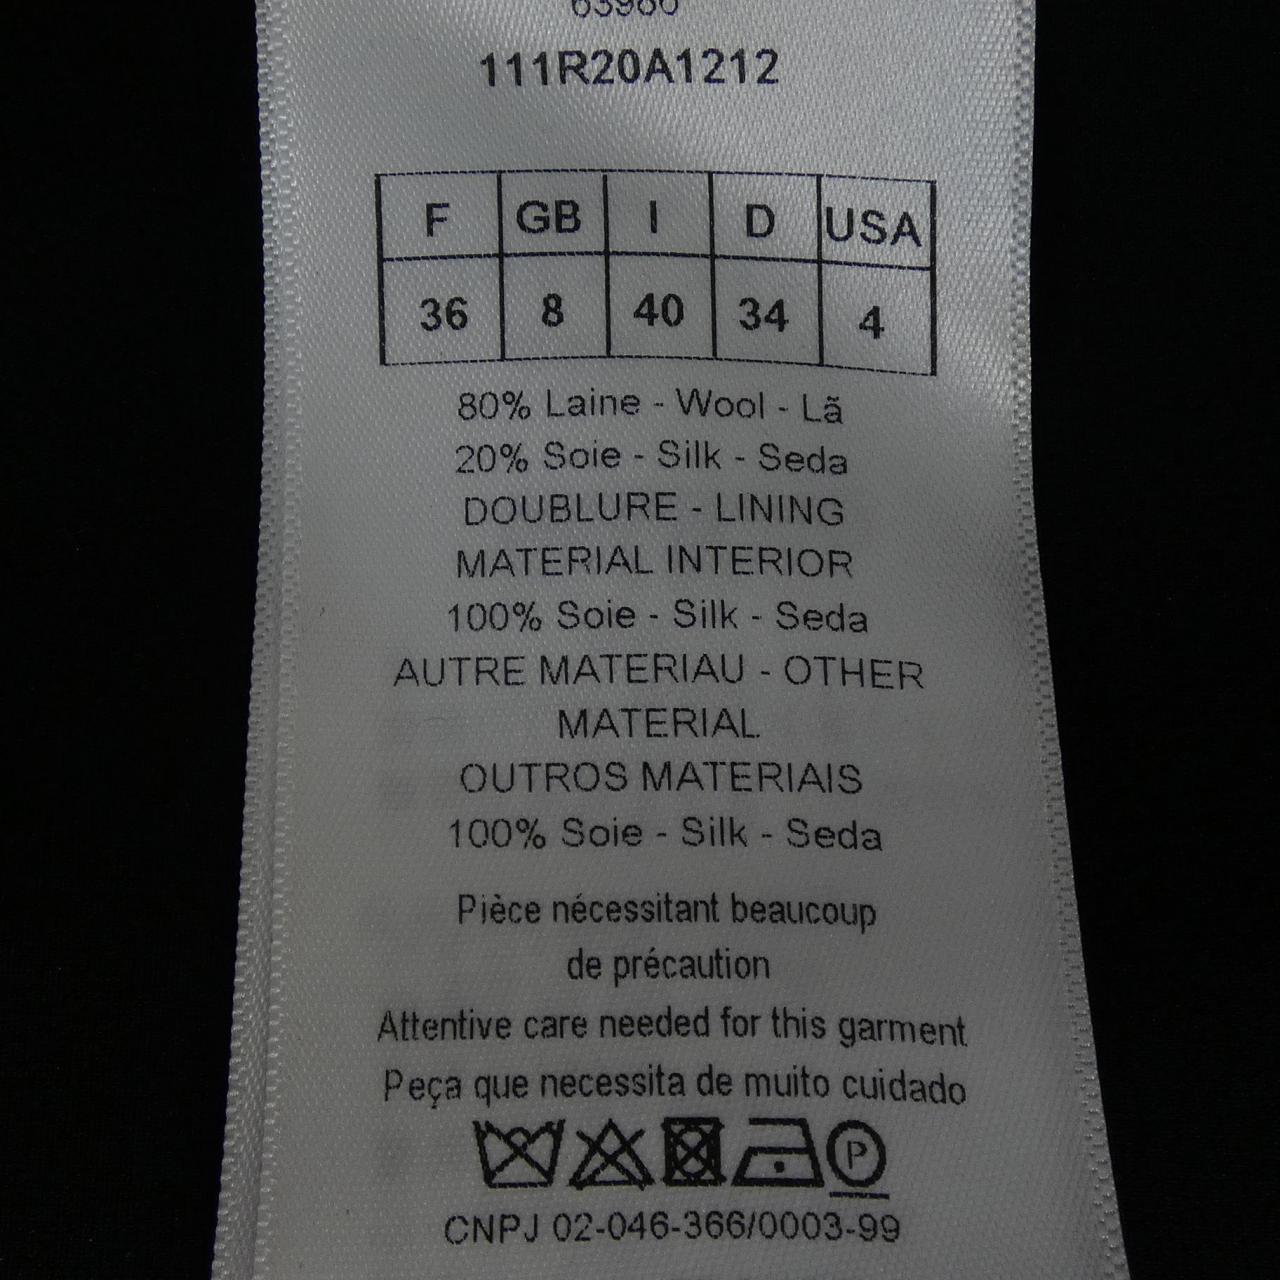 63986
111R20A1212
F GB I D USA
36 8 40 34 4
80% Laine - Wool - Lã
20% Soie - Silk - Seda
DOUBLURE - LINING
MATERIAL INTERIOR
100% Soie - Silk - Seda
AUTRE MATERIAU - OTHER
MATERIAL
OUTROS MATERIAIS
100% Soie - Silk - Seda
Pièce nécessitant beaucoup
de précaution
Attentive care needed for this garment
Peça que necessita de muito cuidado
P
CNPJ 02-046-366/0003-99